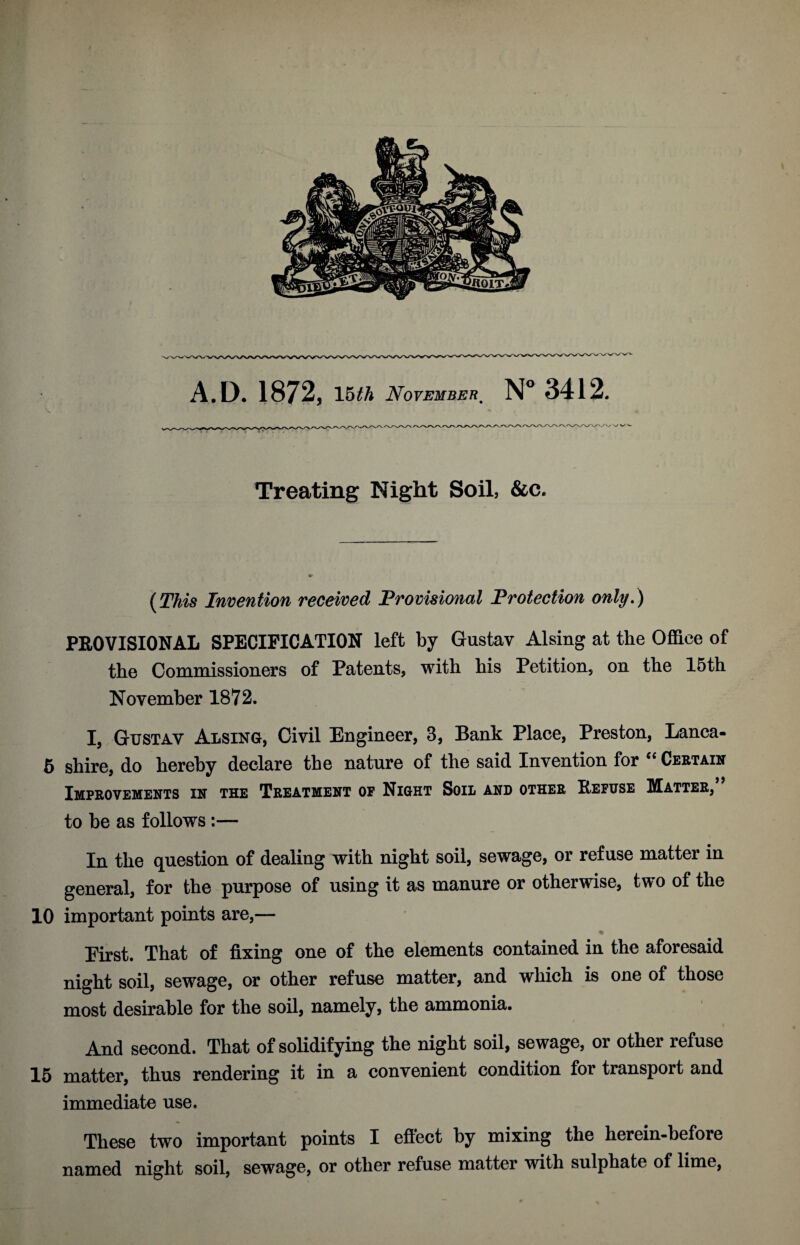 HONI·SOIT·QUI·MAL
DIEU·ET· MON·DROIT·
A.D. 1872, 15th NOVEMBER. N° 3412.
Treating Night Soil, &c.
(This Invention received Provisional Protection only.)
PROVISIONAL SPECIFICATION left by Gustav Alsing at the Office of
the Commissioners of Patents, with his Petition, on the 15th
November 1872.
I, GUSTAV ALSING, Civil Engineer, 3, Bank Place, Preston, Lanca-
5 shire, do hereby declare the nature of the said Invention for “ CERTAIN
IMPROVEMENTS IN THE TREATMENT OF NIGHT SOIL AND OTHER REFUSE MATTER,”
to be as follows :—
In the question of dealing with night soil, sewage, or refuse matter in
general, for the purpose of using it as manure or otherwise, two of the
10 important points are,—
First. That of fixing one of the elements contained in the aforesaid
night soil, sewage, or other refuse matter, and which is one of those
most desirable for the soil, namely, the ammonia.
And second. That of solidifying the night soil, sewage, or other refuse
15 matter, thus rendering it in a convenient condition for transport and
immediate use.
These two important points I effect by mixing the herein-before
named night soil, sewage, or other refuse matter with sulphate of lime,